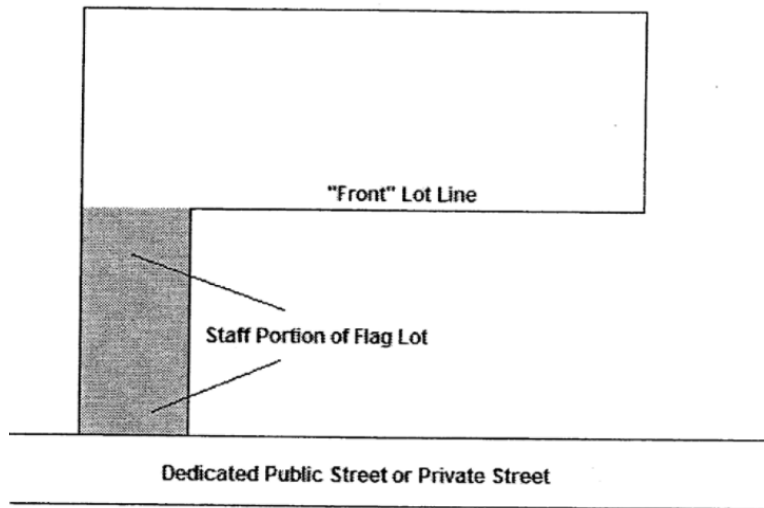 "Front" Lot Line
Staff Portion of Flag Lot
Dedicated Public Street or Private Street